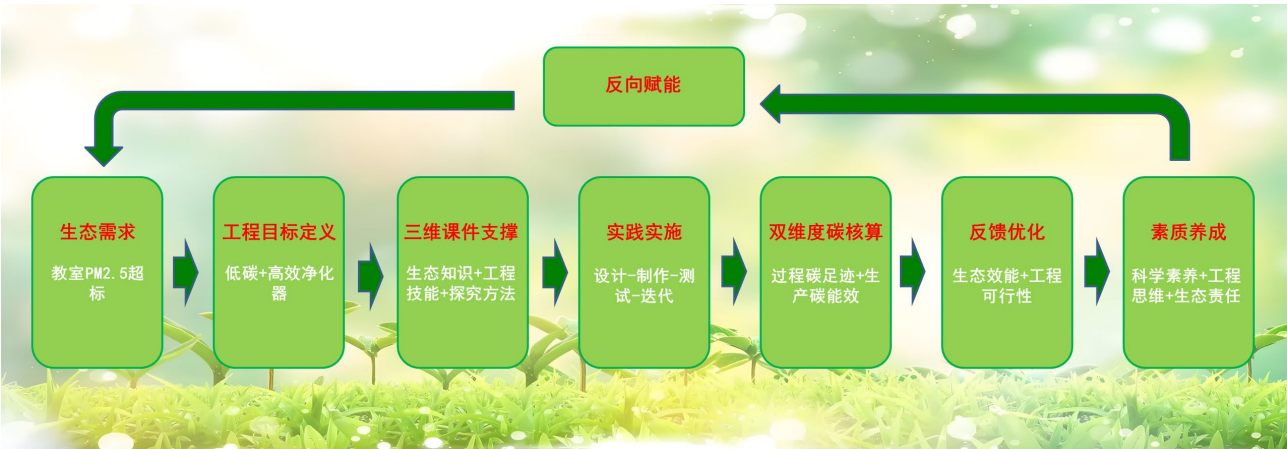 反向赋能
生态需求
教室PM2.5超
标
工程目标定义
低碳+高效净化
器
三维课件支撑
生态知识+工程
技能+探究方法
实践实施
设计-制作-测
试-迭代
双维度碳核算
过程碳足迹+生
产碳能效
反馈优化
生态效能+工程
可行性
素质养成
科学素养+工程
思维+生态责任